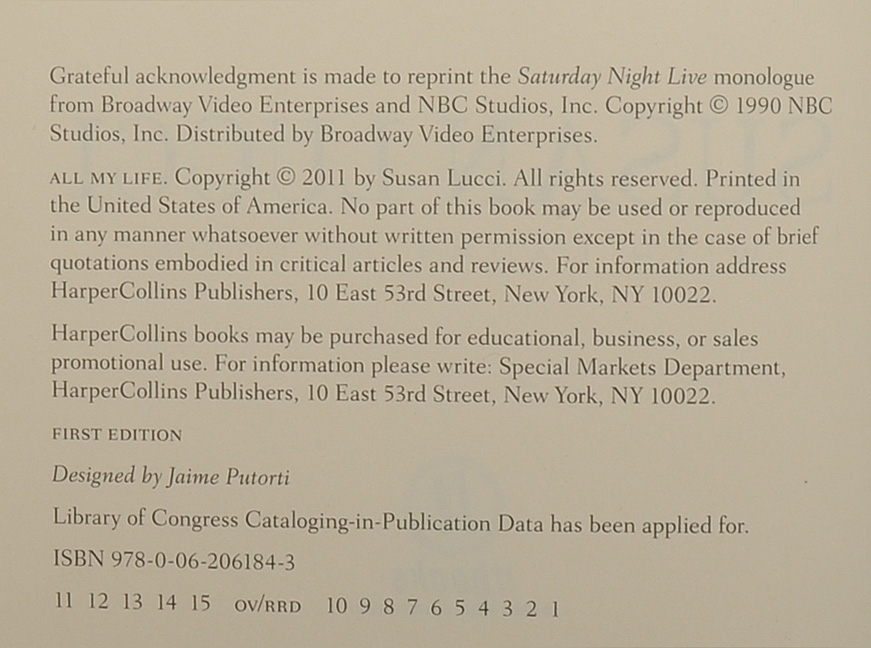 Grateful acknowledgment is made to reprint the Saturday Night Live monologue
from Broadway Video Enterprises and NBC Studios, Inc. Copyright © 1990 NBC
Studios, Inc. Distributed by Broadway Video Enterprises.
ALL MY LIFE. Copyright © 2011 by Susan Lucci. All rights reserved. Printed in
the United States of America. No part of this book may be used or reproduced
in any manner whatsoever without written permission except in the case of brief
quotations embodied in critical articles and reviews. For information address
HarperCollins Publishers, 10 East 53rd Street, New York, NY 10022.
HarperCollins books may be purchased for educational, business, or sales
promotional use. For information please write: Special Markets Department,
HarperCollins Publishers, 10 East 53rd Street, New York, NY 10022.
FIRST EDITION
Designed by Jaime Putorti
Library of Congress Cataloging-in-Publication Data has been applied for.
ISBN 978-0-06-206184-3
11 12 13 14 15 OV/RRD 10 9 8 7 6 5 4 3 2 1